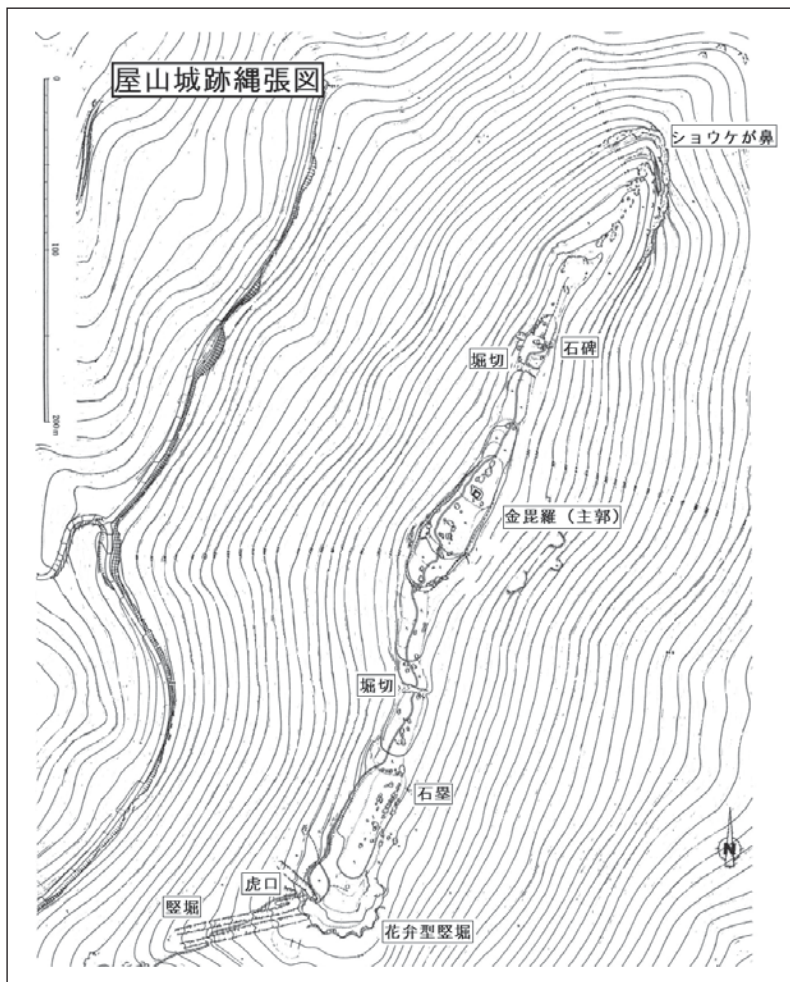 屋山城跡縄張図
0
100
200m
ショウケが鼻
石碑
堀切
金毘羅（主郭）
堀切
石塁
虎口
竪堀
花弁型竪堀
N